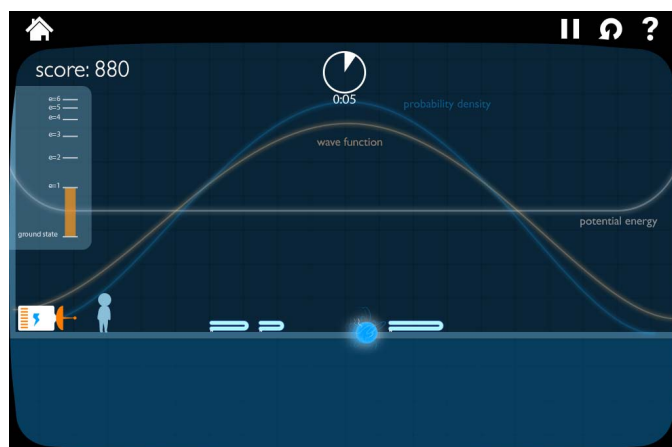 ?
score: 880
0:05
probability density
wave function
e=6
e=5
e=4
e=3
e=2
e=1
ground state
potential energy